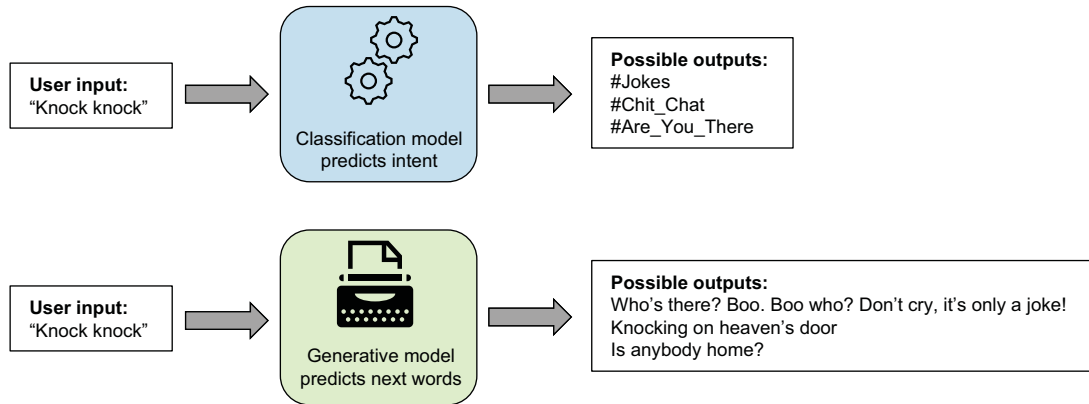 User input:
“Knock knock”
Classification model
predicts intent
Possible outputs:
#Jokes
#Chit_Chat
#Are_You_There
User input:
“Knock knock”
Generative model
predicts next words
Possible outputs:
Who’s there? Boo. Boo who? Don’t cry, it’s only a joke!
Knocking on heaven’s door
Is anybody home?